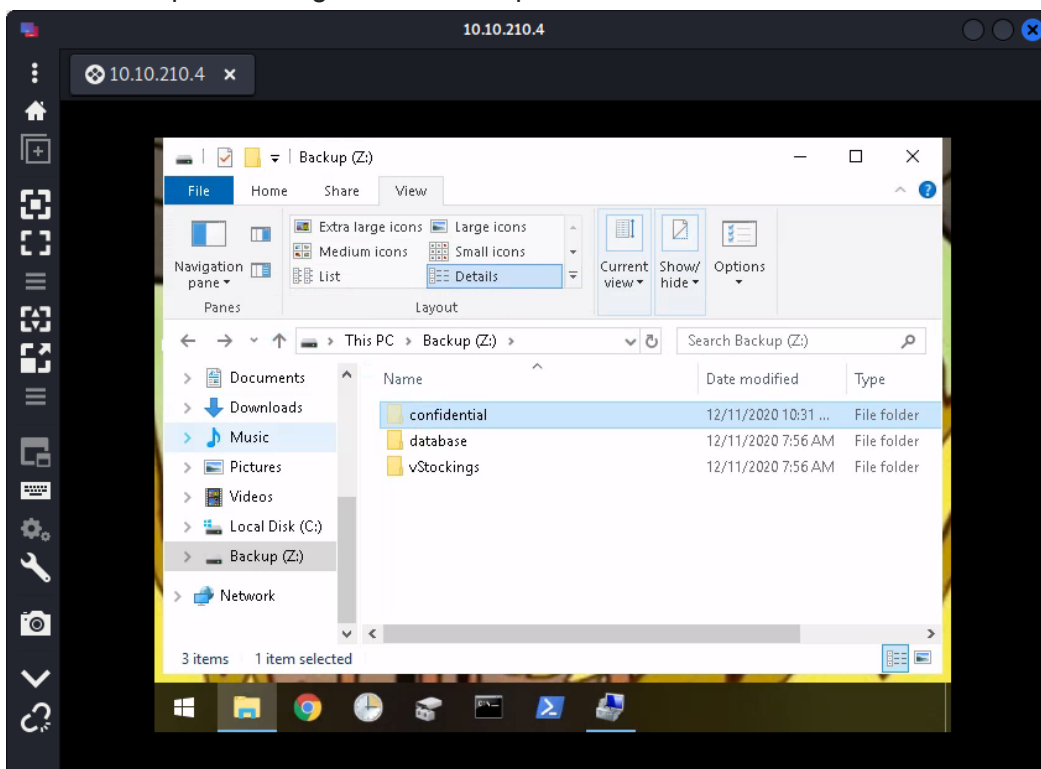 10.10.210.4
10.10.210.4
Backup (Z:)
File Home Share View
Extra large icons Large icons
Medium icons Small icons
List Details
Navigation pane
Current view
Show/ hide
Options
Panes Layout
This PC > Backup (Z:) >
Search Backup (Z:)
Documents
Downloads
Music
Pictures
Videos
Local Disk (C:)
Backup (Z:)
Network
Name Date modified Type
confidential 12/11/2020 10:31 ... File folder
database 12/11/2020 7:56 AM File folder
vStockings 12/11/2020 7:56 AM File folder
3 items 1 item selected